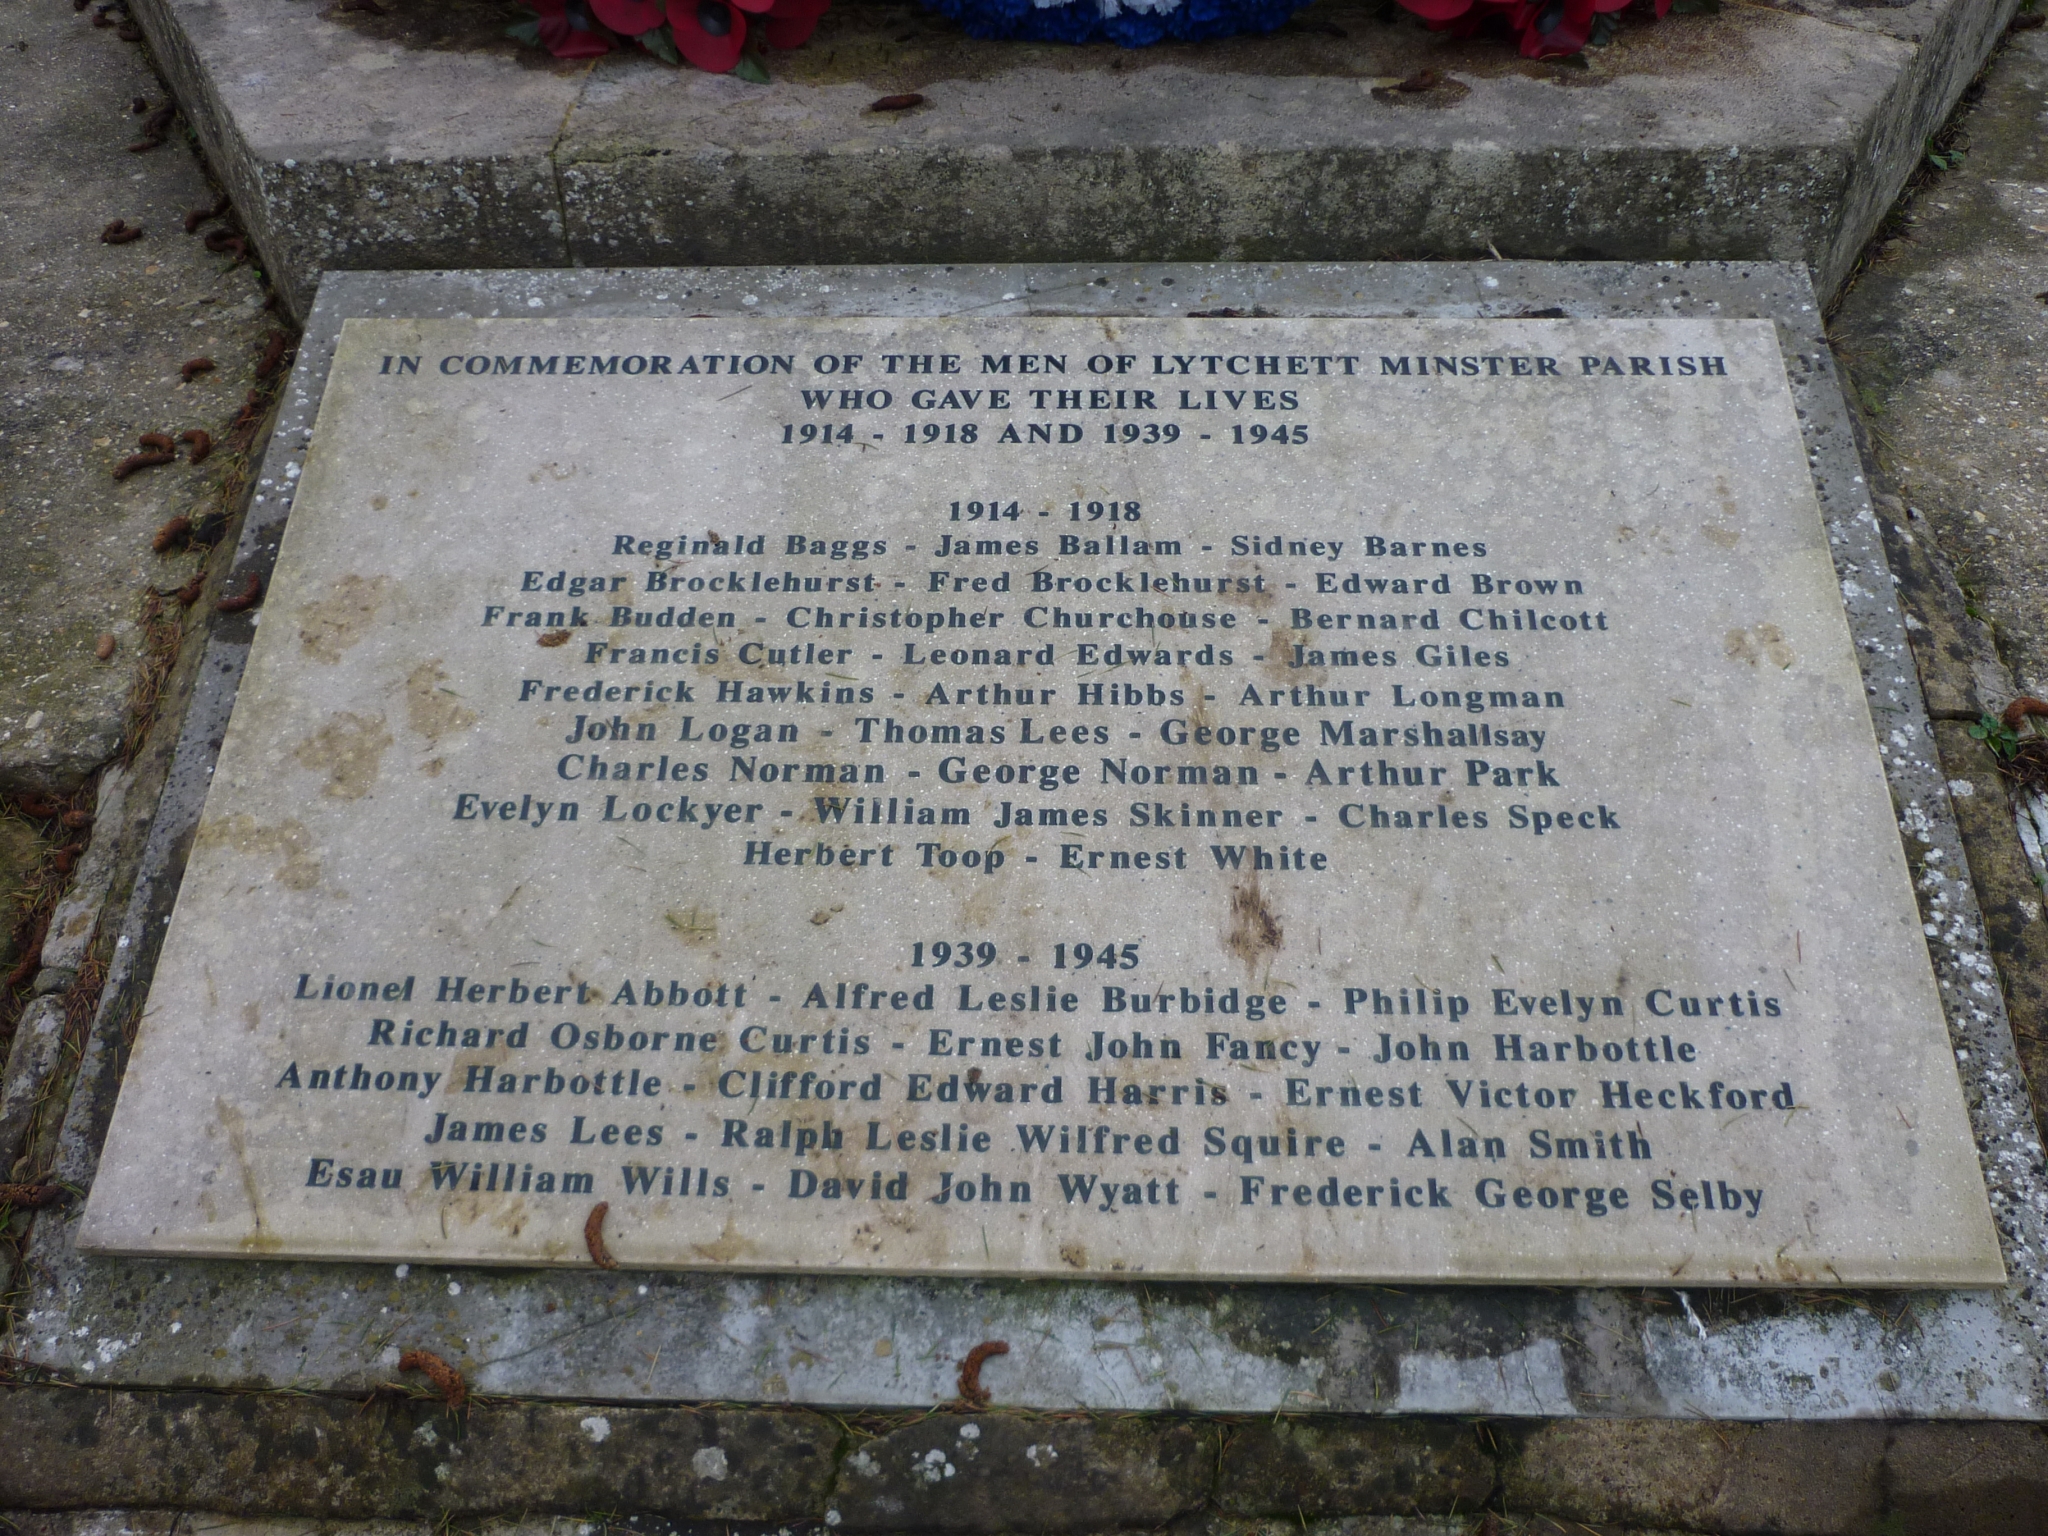 IN COMMEMORATION OF THE MEN OF LYTCHETT MINSTER PARISH
WHO GAVE THEIR LIVES
1914 - 1918 AND 1939 - 1945
1914 - 1918
Reginald Baggs - James Ballam - Sidney Barnes
Edgar Brocklehurst - Fred Brocklehurst - Edward Brown
Frank Budden - Christopher Churchouse - Bernard Chilcott
Francis Cutler - Leonard Edwards - James Giles
Frederick Hawkins - Arthur Hibbs - Arthur Longman
John Logan - Thomas Lees - George Marshallsay
Charles Norman - George Norman - Arthur Park
Evelyn Lockyer - William James Skinner - Charles Speck
Herbert Toop - Ernest White
1939 - 1945
Lionel Herbert Abbott - Alfred Leslie Burbidge - Philip Evelyn Curtis
Richard Osborne Curtis - Ernest John Fancy - John Harbottle
Anthony Harbottle - Clifford Edward Harris - Ernest Victor Heckford
James Lees - Ralph Leslie Wilfred Squire - Alan Smith
Esau William Wills - David John Wyatt - Frederick George Selby